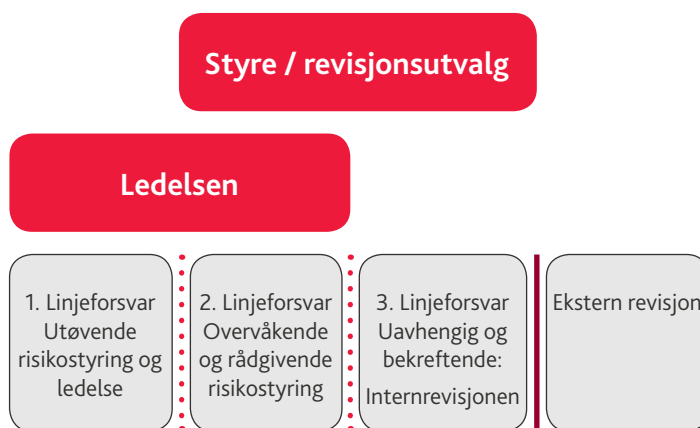 Styre / revisjonsutvalg
Ledelsen
1. Linjeforsvar
Utøvende
risikostyring og
ledelse
2. Linjeforsvar
Overvåkende
og rådgivende
risikostyring
3. Linjeforsvar
Uavhengig og
bekreftende:
Internrevisjonen
Ekstern revisjon